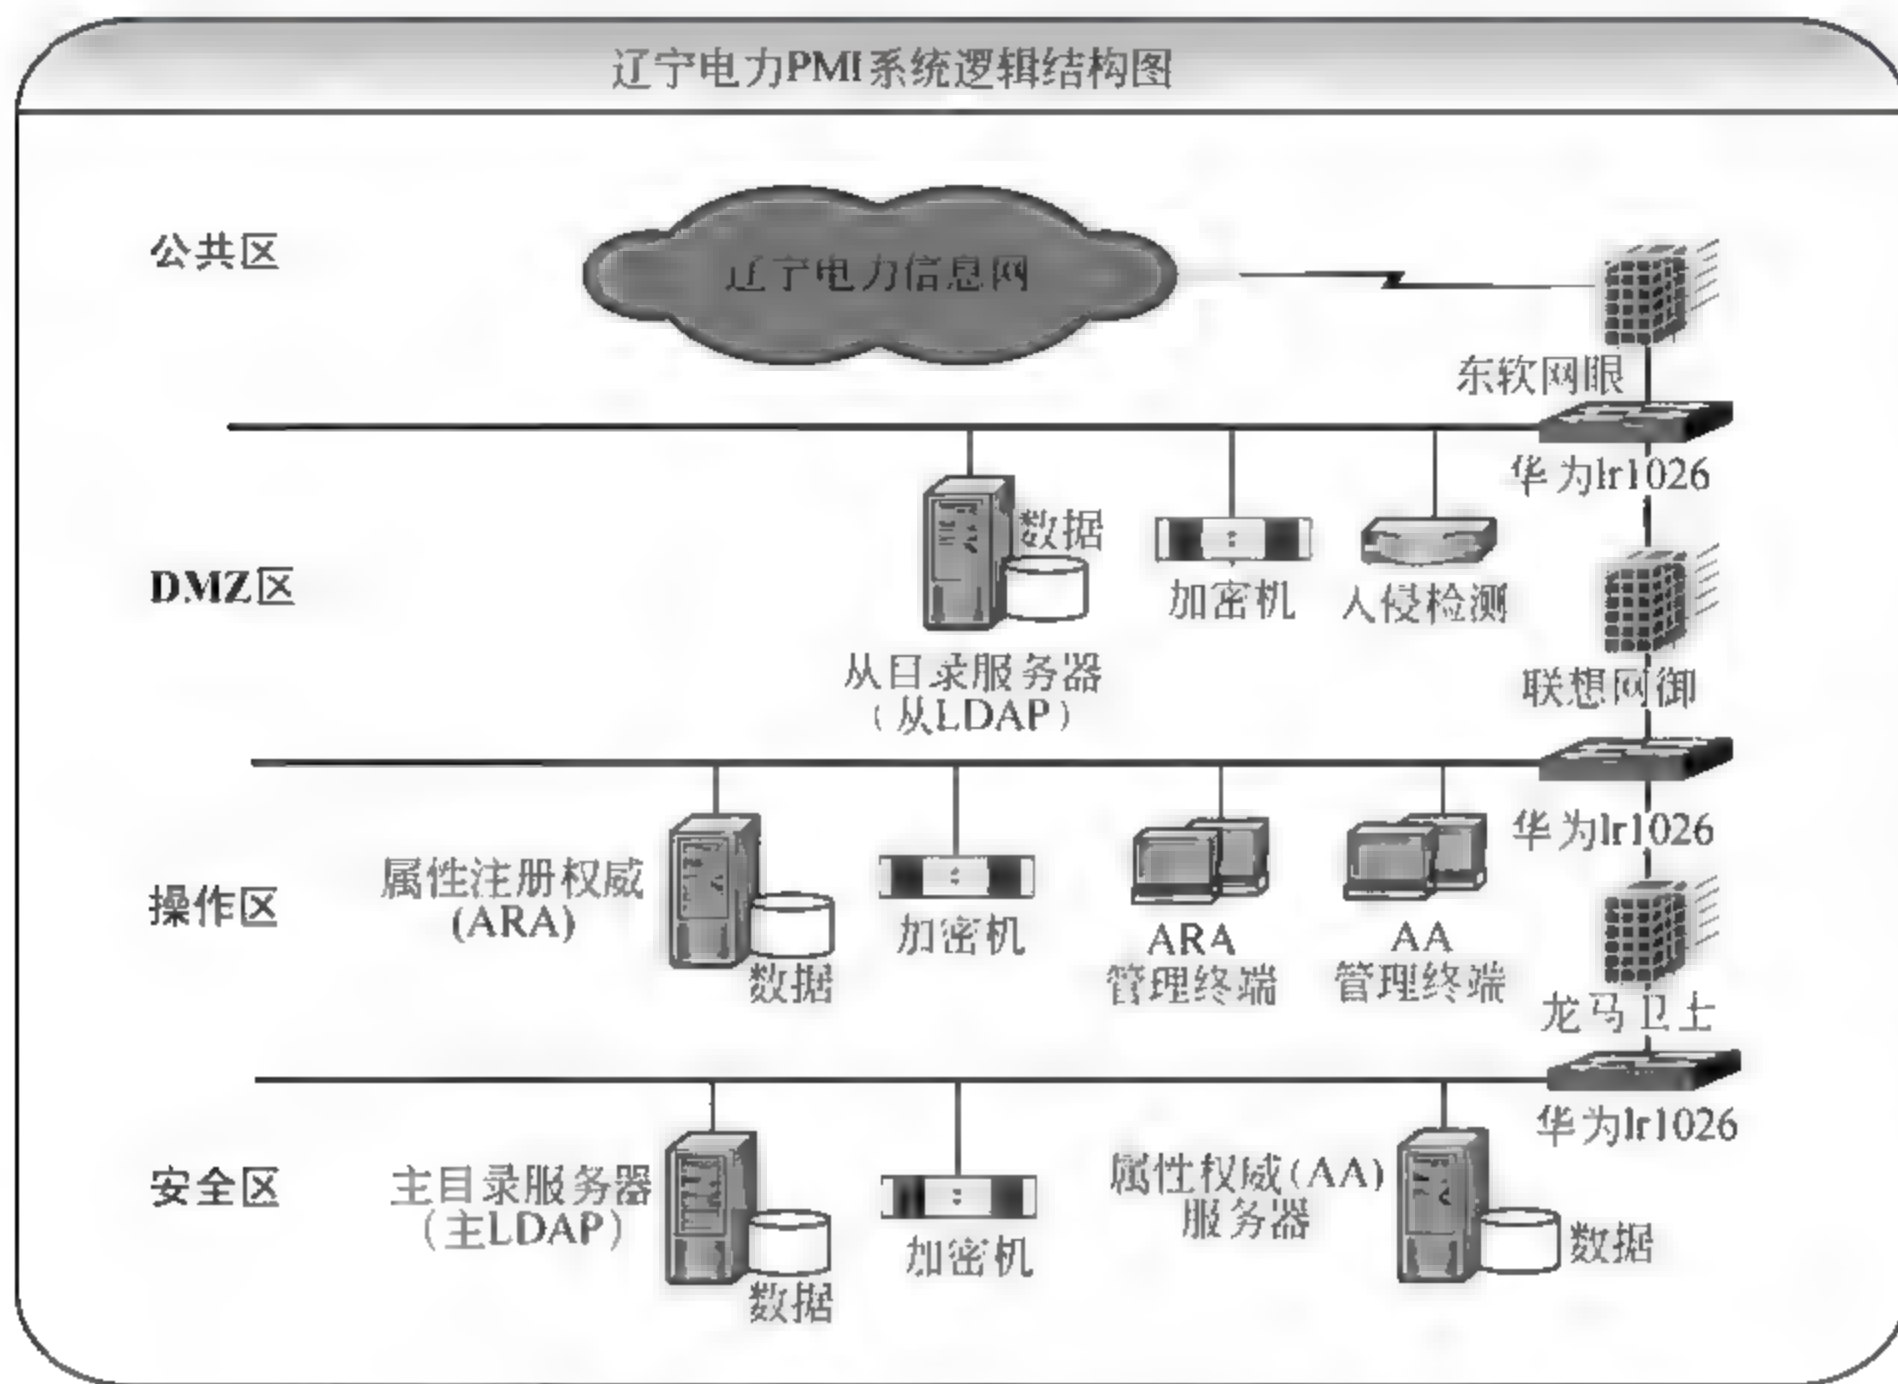 辽宁电力PMI系统逻辑结构图
公共区
辽宁电力信息网
东软网眼
华为lr1026
DMZ区
数据
加密机
入侵检测
从目录服务器
(从LDAP)
联想网御
华为lr1026
操作区
属性注册权威
(ARA)
数据
加密机
ARA
管理终端
AA
管理终端
龙马卫士
华为lr1026
安全区
主目录服务器
(主LDAP)
数据
加密机
属性权威(AA)
服务器
数据